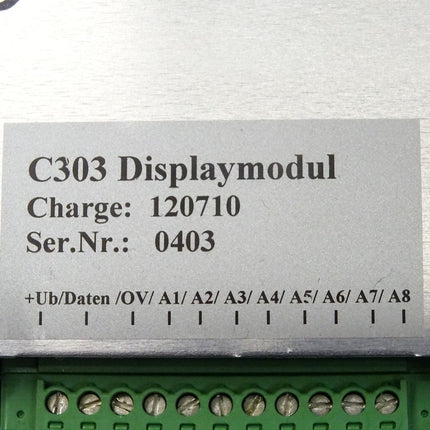 C303 Displaymodul
Charge: 120710
Ser.Nr.: 0403
+Ub/Daten /OV/ A1/ A2/ A3/ A4/ A5/ A6/ A7/ A8